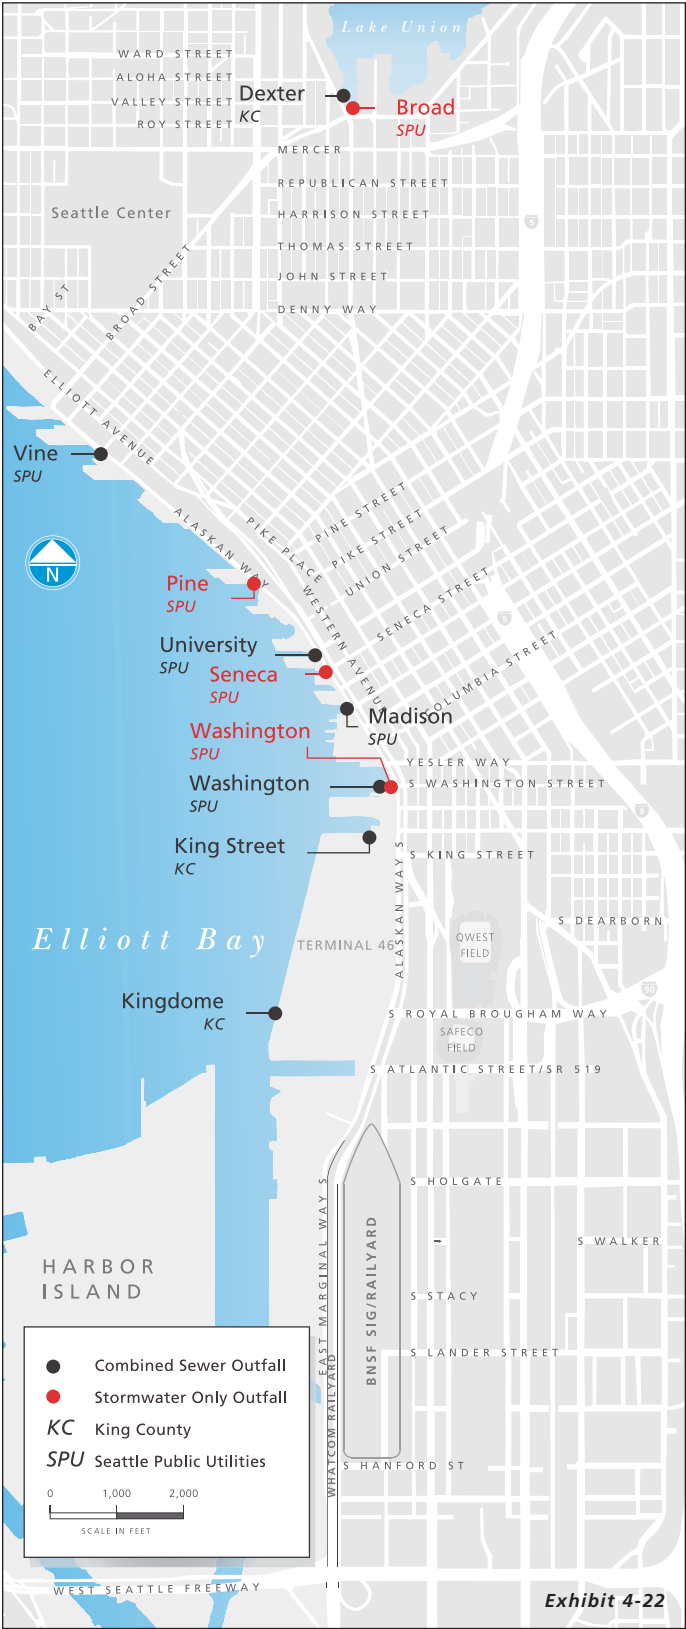 Lake Union
WARD STREET
ALOHA STREET
VALLEY STREET
ROY STREET
Dexter
KC
Broad
SPU
MERCER
REPUBLICAN STREET
Seattle Center
HARRISON STREET
THOMAS STREET
JOHN STREET
DENNY WAY
BAY ST
BROAD STREET
5
ELLIOTT AVENUE
Vine
SPU
ALASKAN WAY
PIKE PLACE
PINE STREET
PIKE STREET
UNION STREET
N
Pine
SPU
WESTERN AVENUE
SENECA STREET
5
University
SPU
Seneca
SPU
COLUMBIA STREET
Madison
SPU
Washington
SPU
YESLER WAY
Washington
SPU
S WASHINGTON STREET
5
King Street
KC
S KING STREET
ALASKAN WAY S
S DEARBORN
Elliott Bay
TERMINAL 46
QWEST
FIELD
90
Kingdome
KC
S ROYAL BROUGHAM WAY
SAFECO
FIELD
S ATLANTIC STREET/SR 519
S HOLGATE
EAST MARGINAL WAY S
BNSF SIG/RAILYARD
S WALKER
HARBOR
ISLAND
S STACY
S LANDER STREET
WHATCOM RAILYARD
S HANFORD ST
Combined Sewer Outfall
Stormwater Only Outfall
KC King County
SPU Seattle Public Utilities
0 1,000 2,000
SCALE IN FEET
WEST SEATTLE FREEWAY
Exhibit 4-22